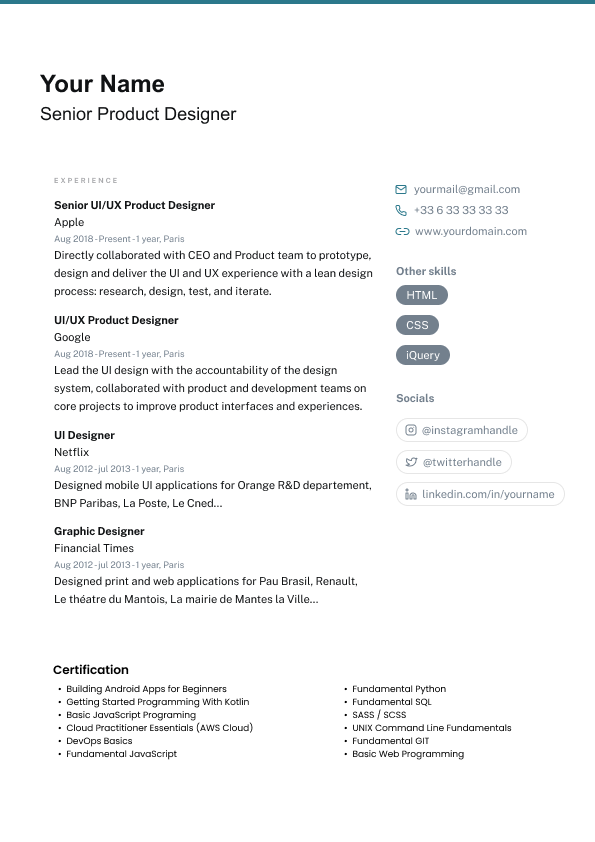 Your Name
Senior Product Designer
EXPERIENCE
Senior UI/UX Product Designer
Apple
Aug 2018 - Present - 1 year, Paris
Directly collaborated with CEO and Product team to prototype,
design and deliver the UI and UX experience with a lean design
process: research, design, test, and iterate.
UI/UX Product Designer
Google
Aug 2018 - Present - 1 year, Paris
Lead the UI design with the accountability of the design
system, collaborated with product and development teams on
core projects to improve product interfaces and experiences.
UI Designer
Netflix
Aug 2012 - jul 2013 - 1 year, Paris
Designed mobile UI applications for Orange R&D departement,
BNP Paribas, La Poste, Le Cned...
Graphic Designer
Financial Times
Aug 2012 - jul 2013 - 1 year, Paris
Designed print and web applications for Pau Brasil, Renault,
Le théatre du Mantois, La mairie de Mantes la Ville...
yourmail@gmail.com
+33 6 33 33 33 33
www.yourdomain.com
Other skills
HTML
CSS
iQuery
Socials
@instagramhandle
@twitterhandle
linkedin.com/in/yourname
Certification
• Building Android Apps for Beginners
• Getting Started Programming With Kotlin
• Basic JavaScript Programing
• Cloud Practitioner Essentials (AWS Cloud)
• DevOps Basics
• Fundamental JavaScript
• Fundamental Python
• Fundamental SQL
• SASS / SCSS
• UNIX Command Line Fundamentals
• Fundamental GIT
• Basic Web Programming